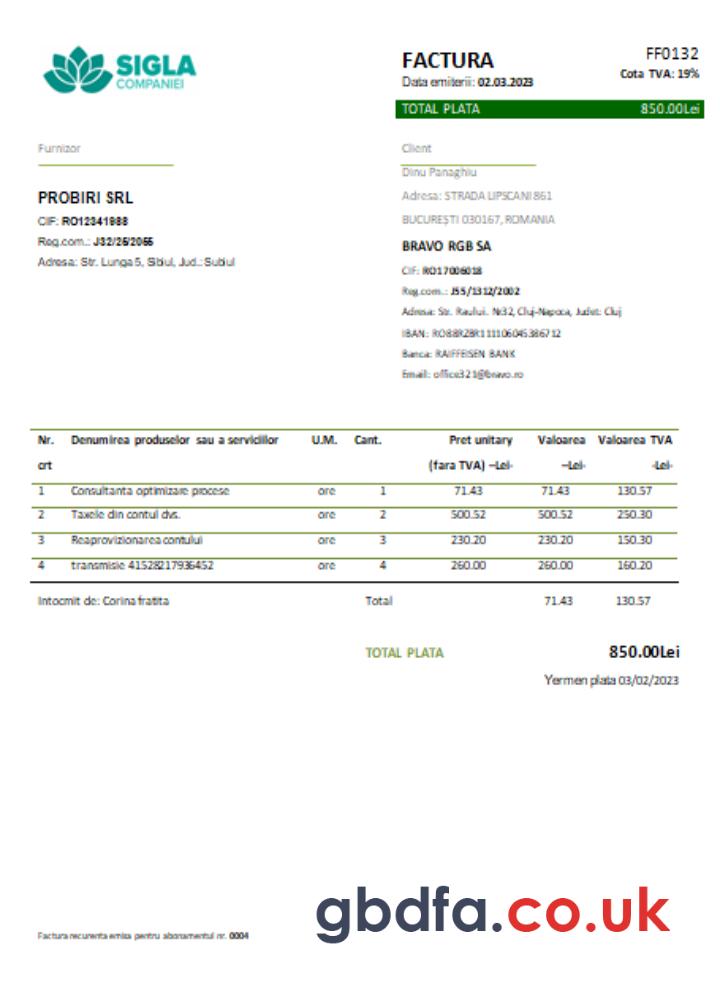 SIGLA
COMPANIEI
FACTURA
FF0132
Data emiterii: 02.03.2023
Cota TVA: 19%
TOTAL PLATA 850.00Lei
Furnizor
Client
PROBIRI SRL
CIF: RO12341988
Reg.com.: J32/26/2055
Adresa: Str. Lunga 5, Sibiul, Jud.: Subiul
Dinu Panaghiu
Adresa: STRADA LIPSCANI 861
BUCUREȘTI 030167, ROMANIA
BRAVO RGB SA
CIF: RO17006018
Reg.com.: J55/1312/2002
Adresa: Str. Raului. Nr32, Cluj-Napoca, Judet: Cluj
IBAN: RO88RZBR111106045386712
Banca: RAIFFEISEN BANK
Email: office321@bravo.ro
Nr. Denumirea produselor sau a serviciilor U.M. Cant. Pret unitary Valoarea Valoarea TVA
crt (fara TVA) –Lei- –Lei- -Lei-
1 Consultanta optimizare procese ore 1 71.43 71.43 130.57
2 Taxele din contul dvs. ore 2 500.52 500.52 250.30
3 Reaprovizionarea contului ore 3 230.20 230.20 150.30
4 transmisie 41528217936452 ore 4 260.00 260.00 160.20
Intocmit de: Corina fratita Total 71.43 130.57
TOTAL PLATA 850.00Lei
Yermen plata 03/02/2023
gbdfa.co.uk
Factura recurenta emisa pentru abonamentul nr. 0004